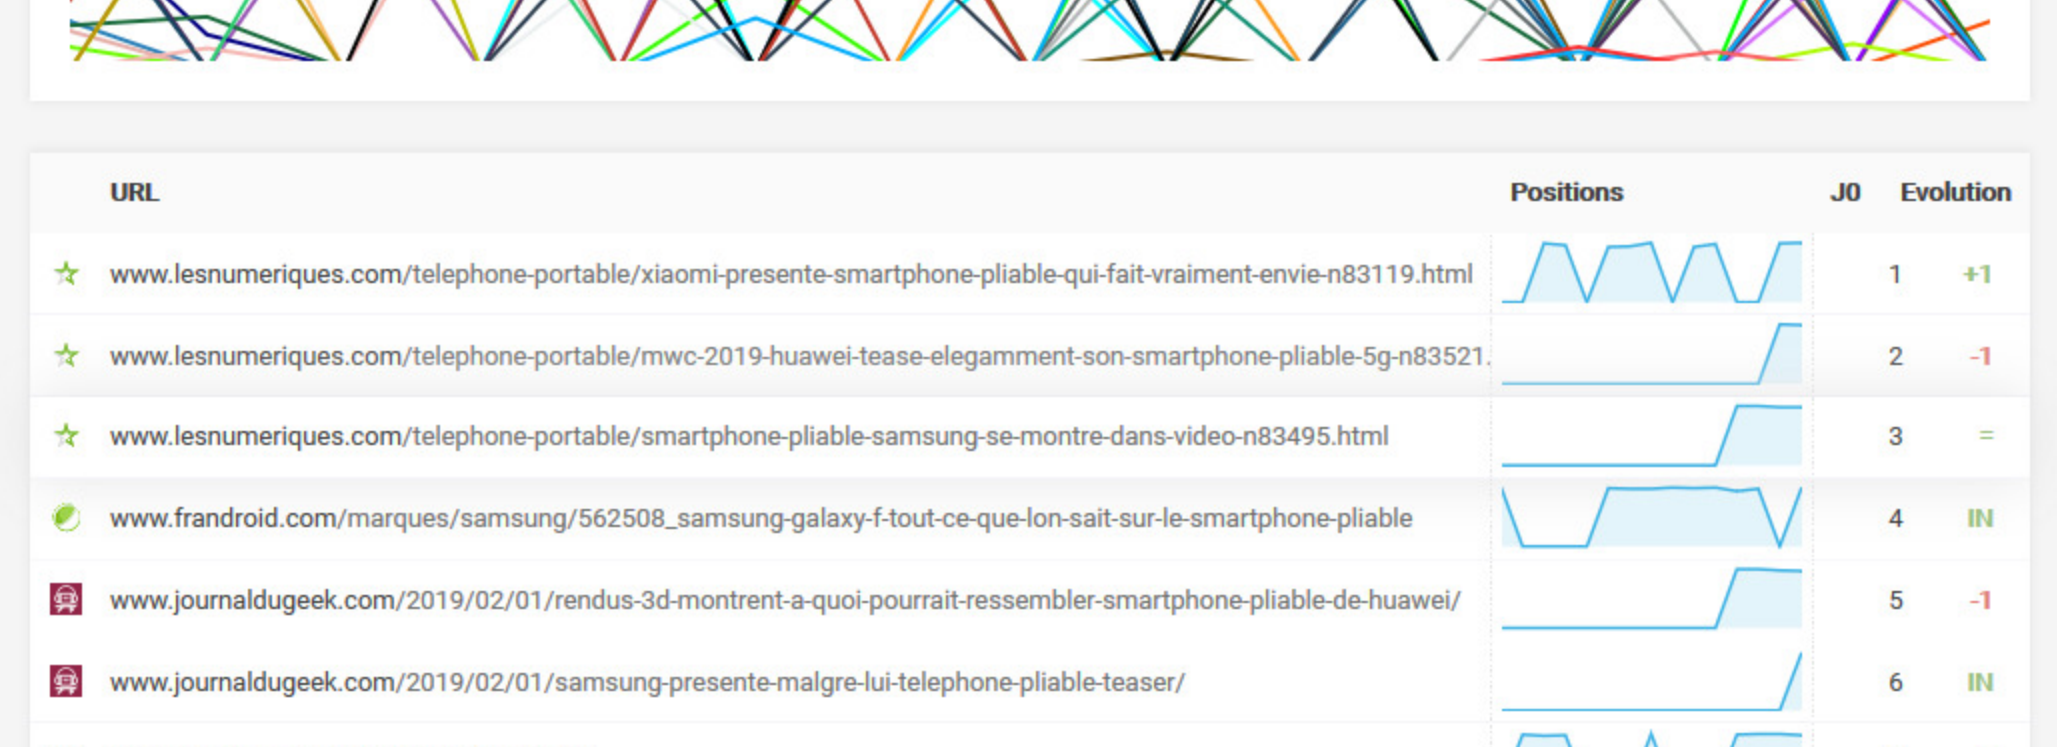 URL Positions J0 Evolution
www.lesnumeriques.com/telephone-portable/xiaomi-presente-smartphone-pliable-qui-fait-vraiment-envie-n83119.html 1 +1
www.lesnumeriques.com/telephone-portable/mwc-2019-huawei-tease-elegamment-son-smartphone-pliable-5g-n83521. 2 -1
www.lesnumeriques.com/telephone-portable/smartphone-pliable-samsung-se-montre-dans-video-n83495.html 3 =
www.frandroid.com/marques/samsung/562508_samsung-galaxy-f-tout-ce-que-lon-sait-sur-le-smartphone-pliable 4 IN
www.journaldugeek.com/2019/02/01/rendus-3d-montrent-a-quoi-pourrait-ressembler-smartphone-pliable-de-huawei/ 5 -1
www.journaldugeek.com/2019/02/01/samsung-presente-malgre-lui-telephone-pliable-teaser/ 6 IN